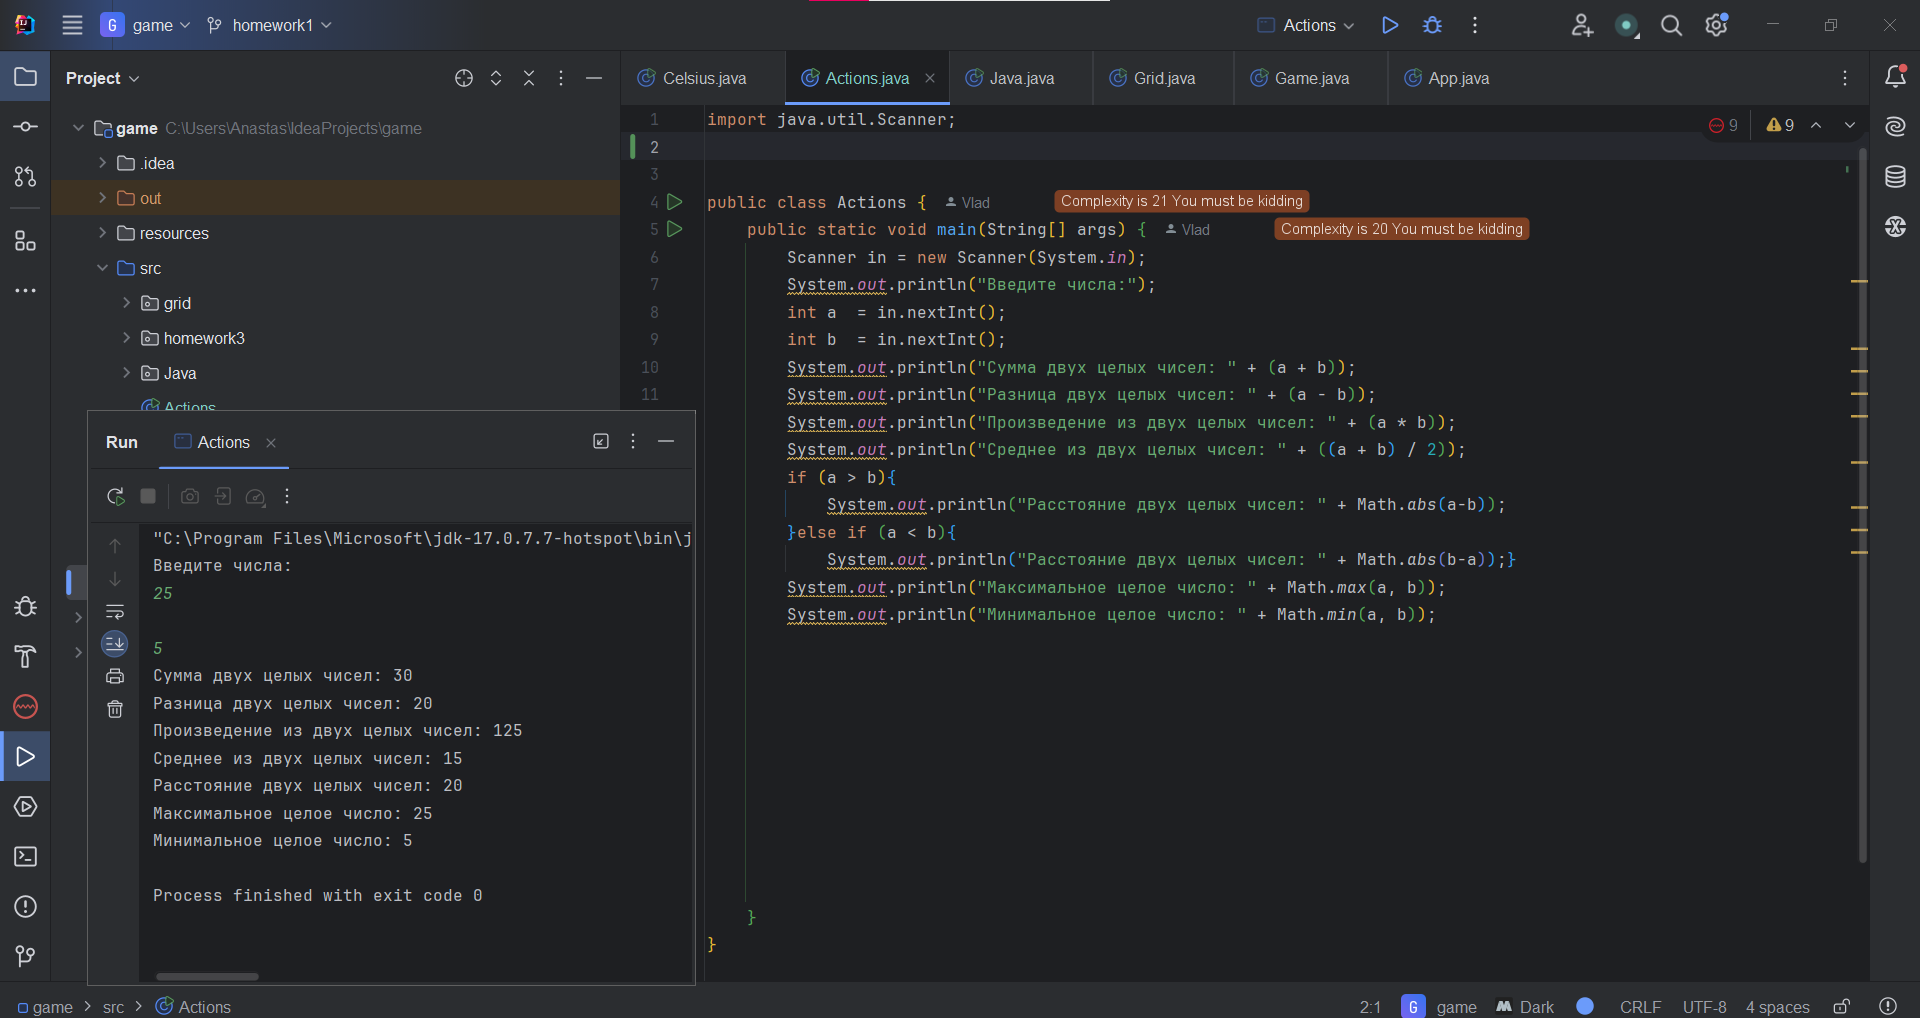 game homework1 Actions
Project
Celsius.java Actions.java Java.java Grid.java Game.java App.java
game C:\Users\Anastas\IdeaProjects\game
.idea
out
resources
src
grid
homework3
Java
Actions
9 9
1 import java.util.Scanner;
2
3
4 public class Actions { Vlad Complexity is 21 You must be kidding
5 public static void main(String[] args) { Vlad Complexity is 20 You must be kidding
6 Scanner in = new Scanner(System.in);
7 System.out.println("Введите числа:");
8 int a  = in.nextInt();
9 int b  = in.nextInt();
10 System.out.println("Сумма двух целых чисел: " + (a + b));
11 System.out.println("Разница двух целых чисел: " + (a - b));
System.out.println("Произведение из двух целых чисел: " + (a * b));
System.out.println("Среднее из двух целых чисел: " + ((a + b) / 2));
if (a > b){
System.out.println("Расстояние двух целых чисел: " + Math.abs(a-b));
}else if (a < b){
System.out.println("Расстояние двух целых чисел: " + Math.abs(b-a));}
System.out.println("Максимальное целое число: " + Math.max(a, b));
System.out.println("Минимальное целое число: " + Math.min(a, b));
}
}
Run Actions
"C:\Program Files\Microsoft\jdk-17.0.7.7-hotspot\bin\j
Введите числа:
25
5
Сумма двух целых чисел: 30
Разница двух целых чисел: 20
Произведение из двух целых чисел: 125
Среднее из двух целых чисел: 15
Расстояние двух целых чисел: 20
Максимальное целое число: 25
Минимальное целое число: 5
Process finished with exit code 0
game > src > Actions
2:1 G game Dark CRLF UTF-8 4 spaces